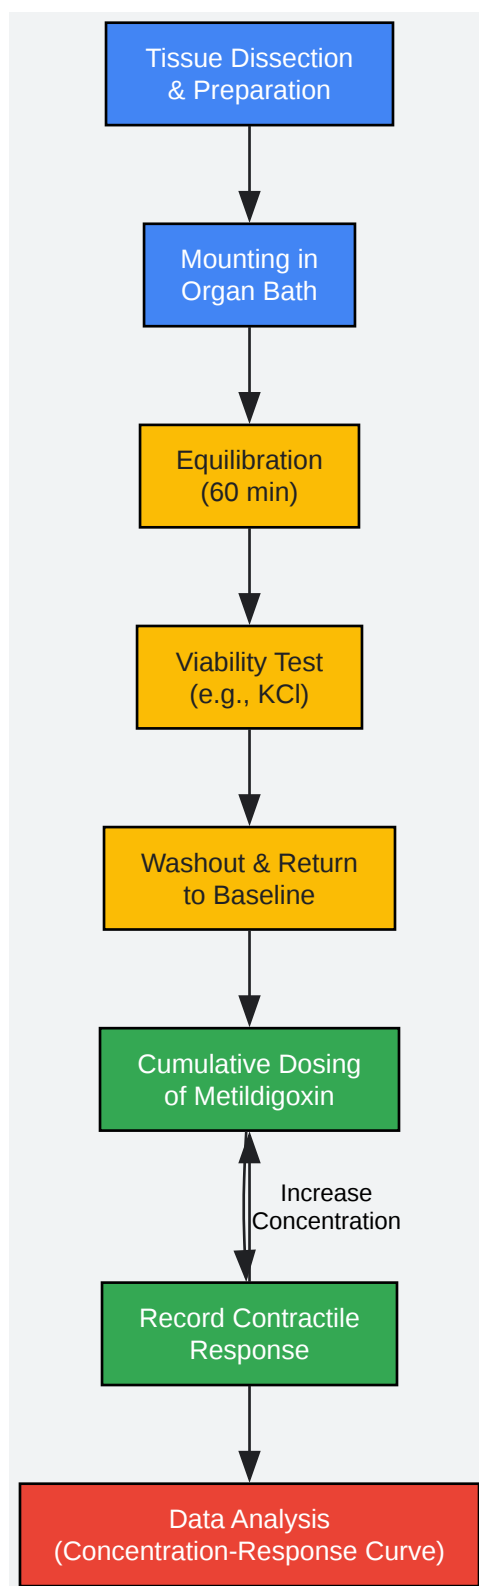 Tissue Dissection
& Preparation
Mounting in
Organ Bath
Equilibration
(60 min)
Viability Test
(e.g., KCl)
Washout & Return
to Baseline
Cumulative Dosing
of Metildigoxin
Increase
Concentration
Record Contractile
Response
Data Analysis
(Concentration-Response Curve)